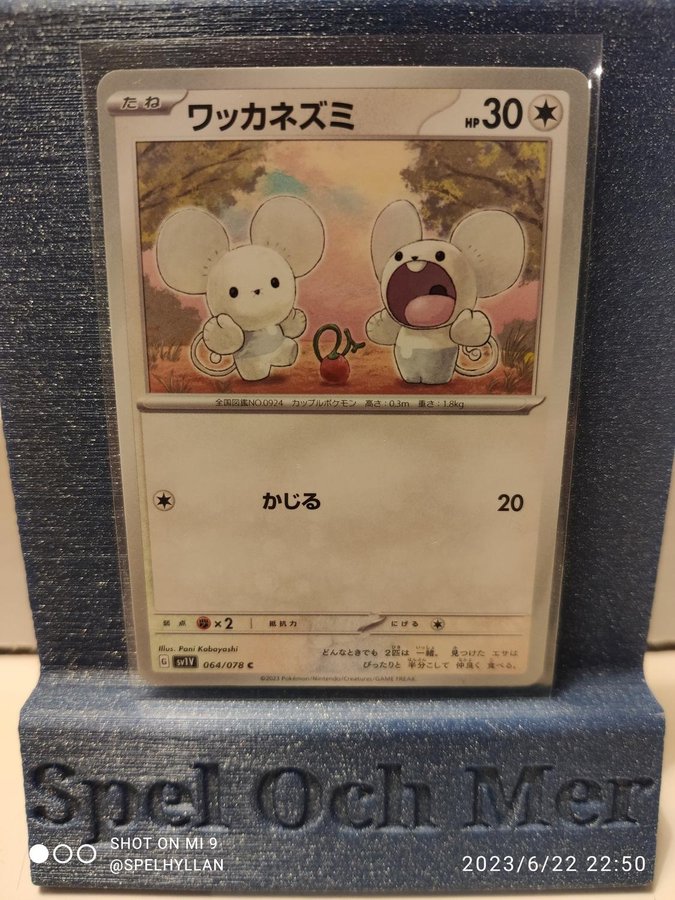 たね ワッカネズミ HP 30
全国図鑑NO.0924 カップルポケモン 高さ:0.3m 重さ:1.8kg
かじる 20
弱点 ×2 抵抗力 にげる
Illus. Pani Kobayashi
G sv1V 064/078 C
どんなときでも 2匹は 一緒。 見つけた エサは
ぴったりと 半分こして 仲良く 食べる。
©2023 Pokémon/Nintendo/Creatures/GAME FREAK.
Spel Och Mer
SHOT ON MI 9
@SPELHYLLAN
2023/6/22 22:50